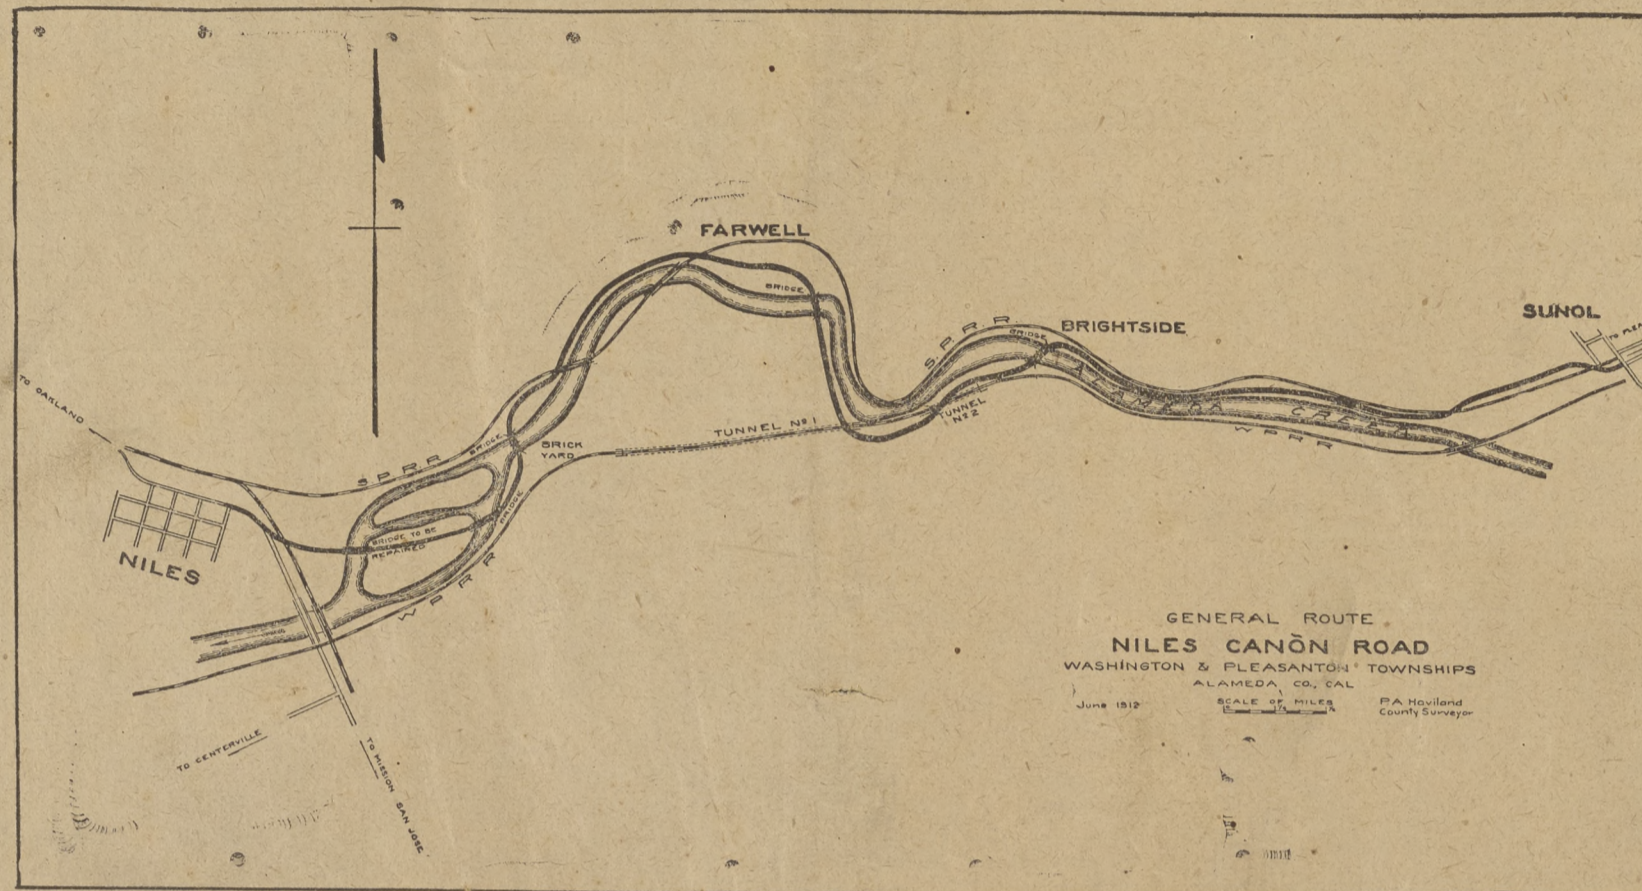 FARWELL
BRIDGE
SUNOL
S. P. R. R.
BRIDGE
BRIGHTSIDE
TO OAKLAND
ALAMEDA CREEK
TUNNEL
Nº 2
TUNNEL Nº 1
W P R R
BRIDGE
BRICK
YARD
S P R R
BRIDGE
BRIDGE TO BE
REPAIRED
NILES
W P R R
GENERAL ROUTE
NILES CAÑON ROAD
WASHINGTON & PLEASANTON TOWNSHIPS
ALAMEDA, CO., CAL
June 1912
SCALE OF MILES
P.A. Haviland
County Surveyor
TO CENTERVILLE
TO MISSION SAN JOSE